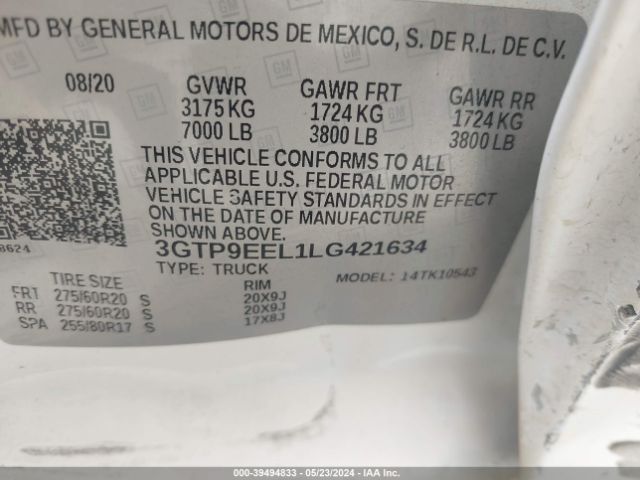 MFD BY GENERAL MOTORS DE MEXICO, S. DE R.L. DE C.V.
08/20 GVWR GAWR FRT GAWR RR
3175 KG 1724 KG 1724 KG
7000 LB 3800 LB 3800 LB
THIS VEHICLE CONFORMS TO ALL
APPLICABLE U.S. FEDERAL MOTOR
VEHICLE SAFETY STANDARDS IN EFFECT
ON THE DATE OF MANUFACTURE
SHOWN ABOVE.
8624
3GTP9EEL1LG421634
TYPE: TRUCK MODEL: 14TK10543
TIRE SIZE RIM
FRT 275/60R20 S 20X9J
RR 275/60R20 S 20X9J
SPA 255/80R17 S 17X8J
000-39494833 - 05/23/2024 - IAA Inc.